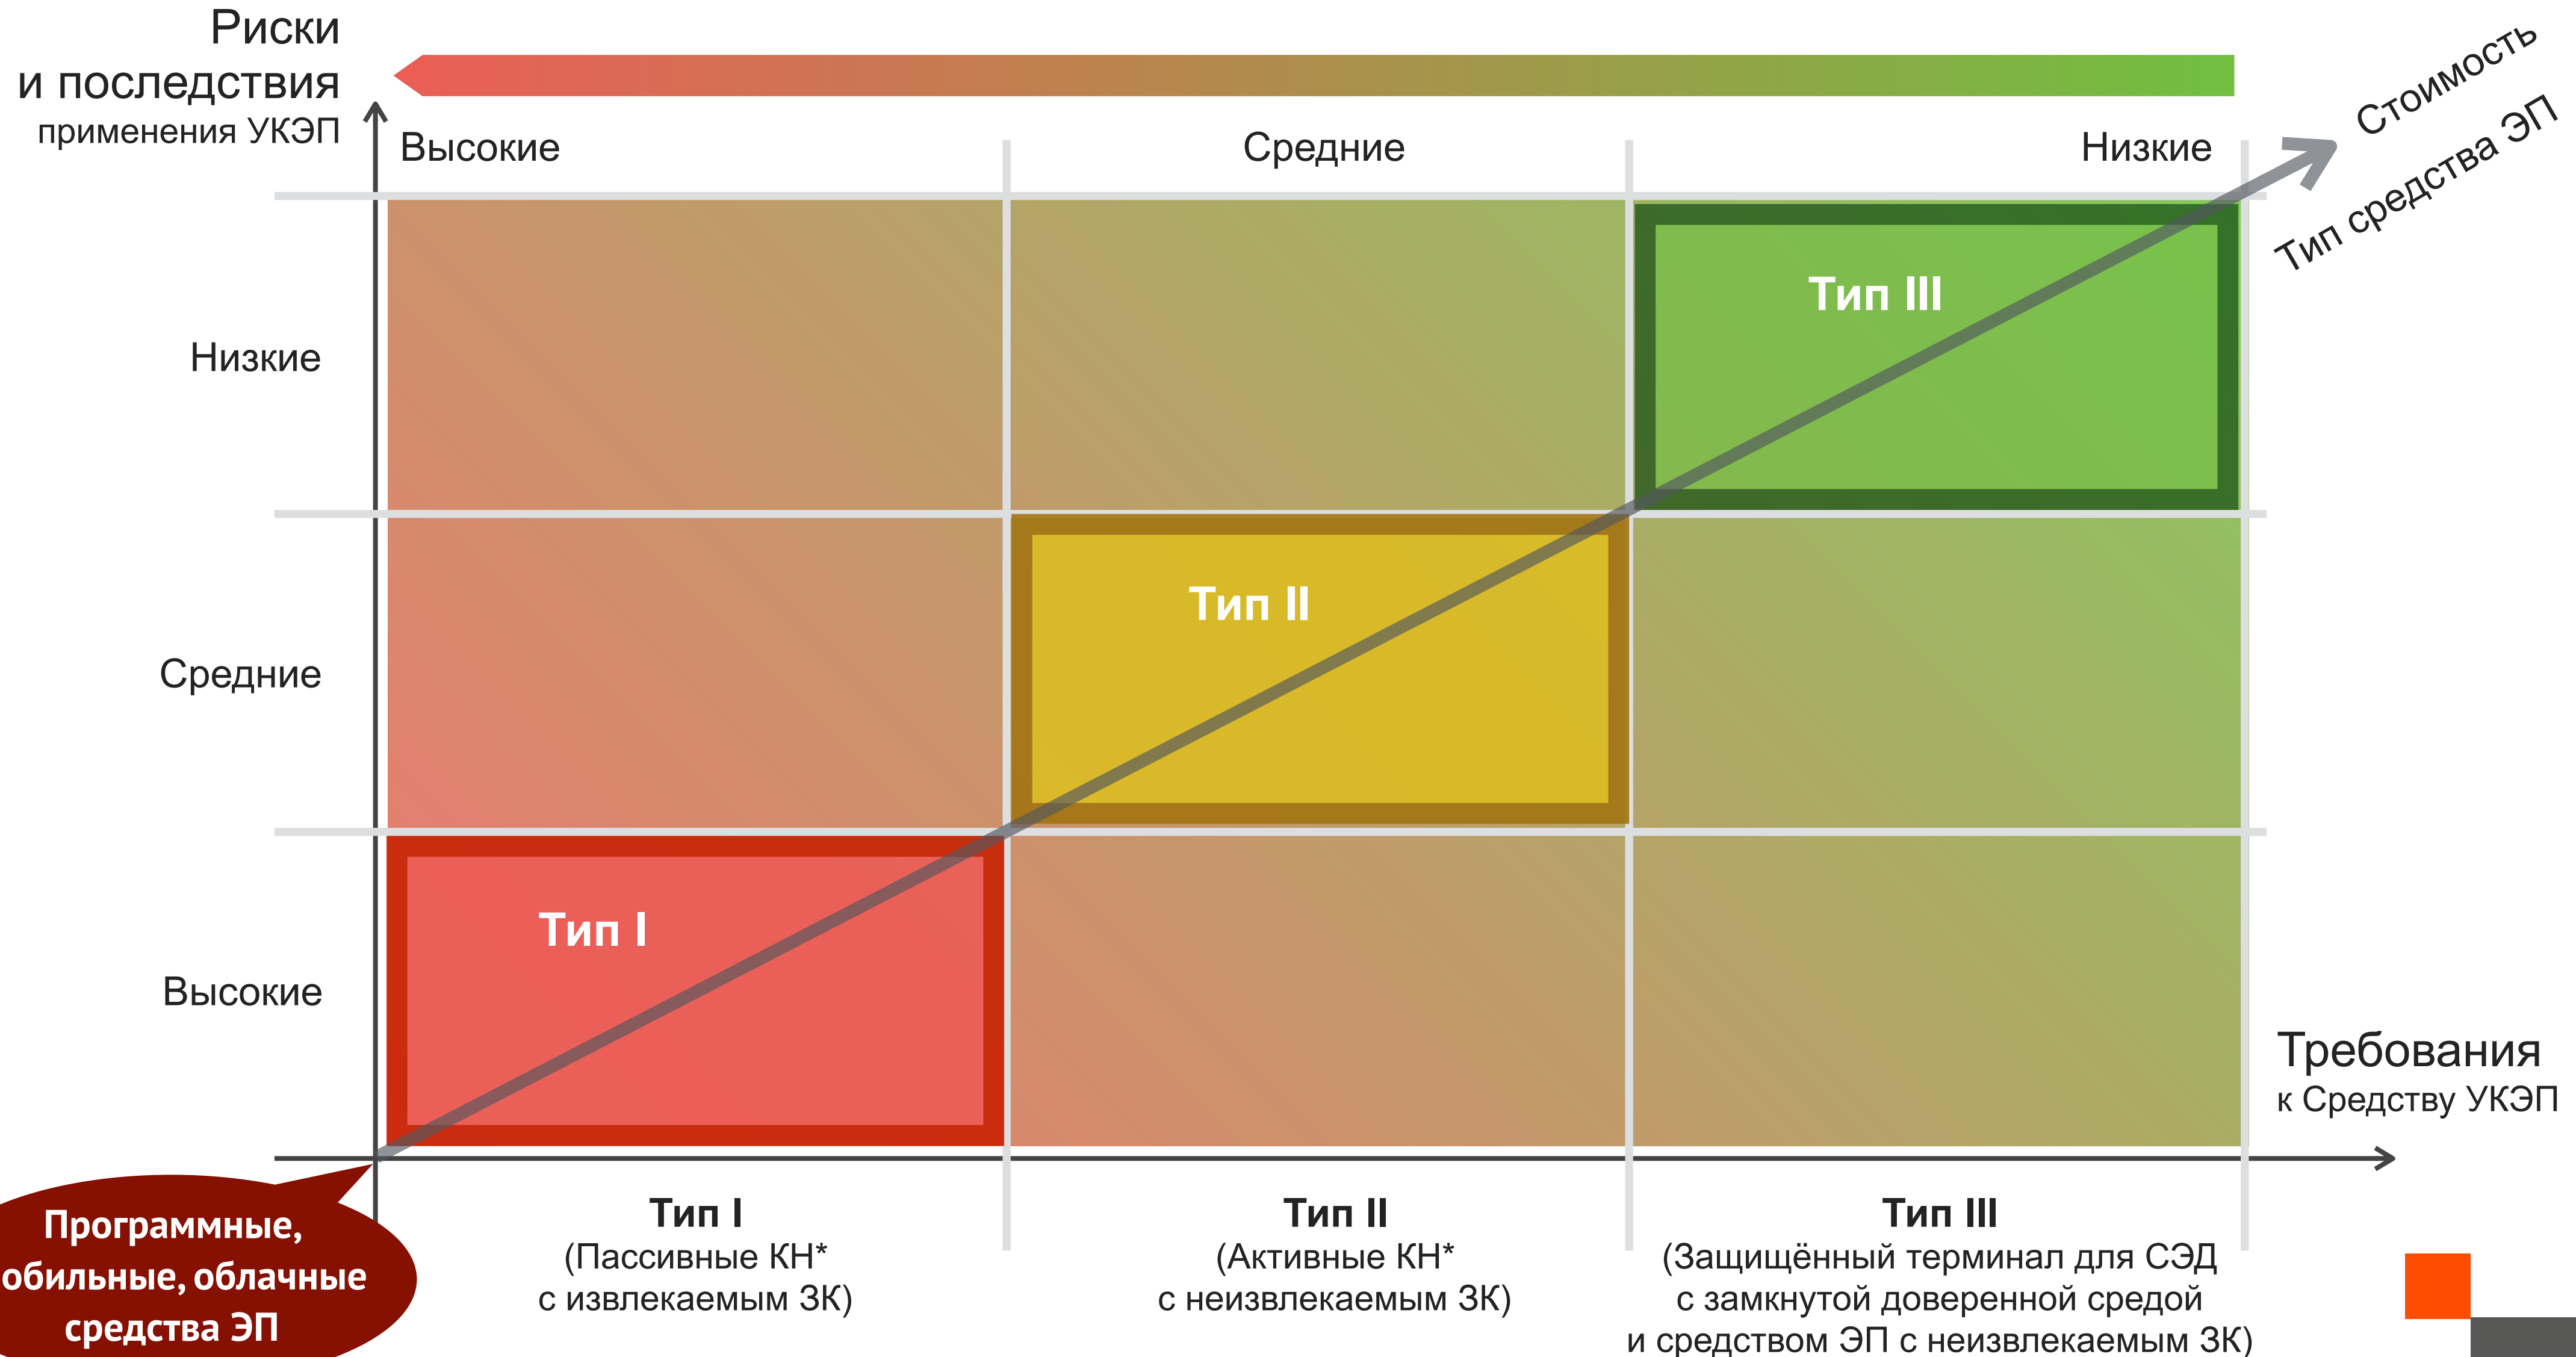 Риски
и последствия
применения УКЭП
Высокие
Средние
Низкие
Стоимость
Тип средства ЭП
Низкие
Средние
Высокие
Тип III
Тип II
Тип I
Требования
к Средству УКЭП
Программные,
обильные, облачные
средства ЭП
Тип I
(Пассивные КН*
с извлекаемым ЗК)
Тип II
(Активные КН*
с неизвлекаемым ЗК)
Тип III
(Защищённый терминал для СЭД
с замкнутой доверенной средой
и средством ЭП с неизвлекаемым ЗК)